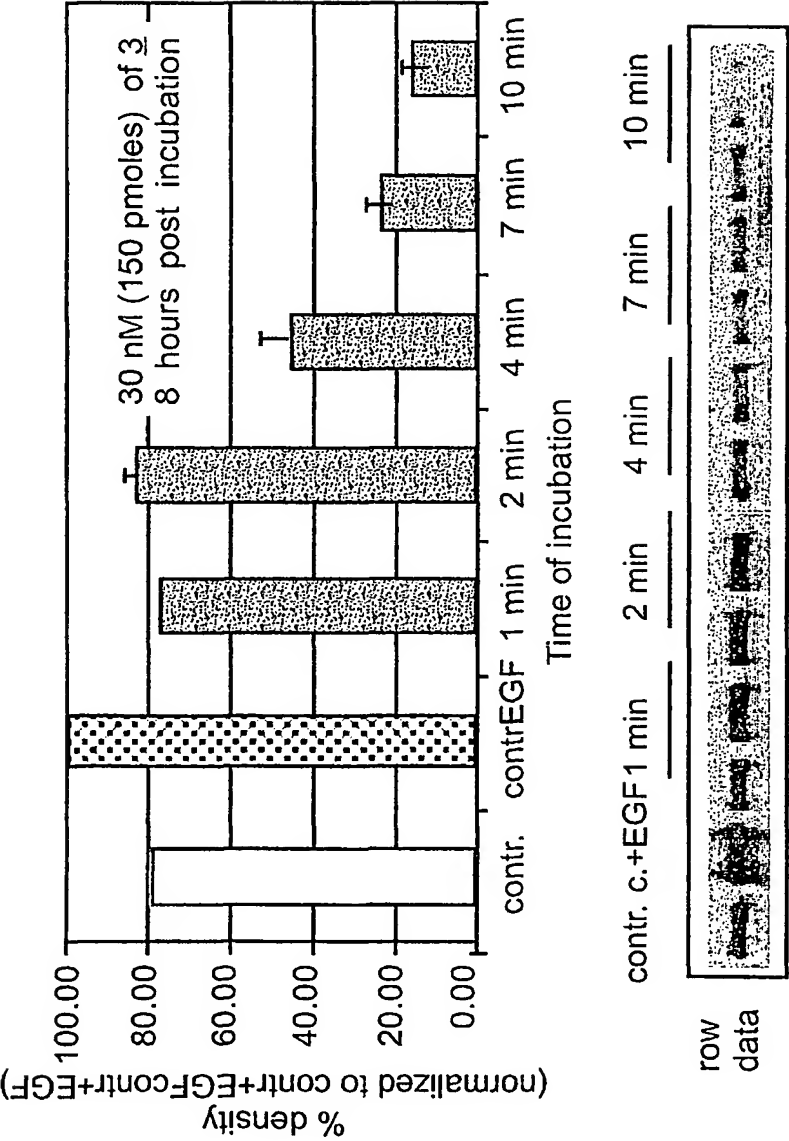 % density
(normalized to contr+EGFcontr+EGF)
100.00
80.00
60.00
40.00
20.00
0.00
30 nM (150 pmoles) of 3
8 hours post incubation
contr. contrEGF 1 min 2 min 4 min 7 min 10 min
Time of incubation
contr. c.+EGF1 min 2 min 4 min 7 min 10 min
row
data